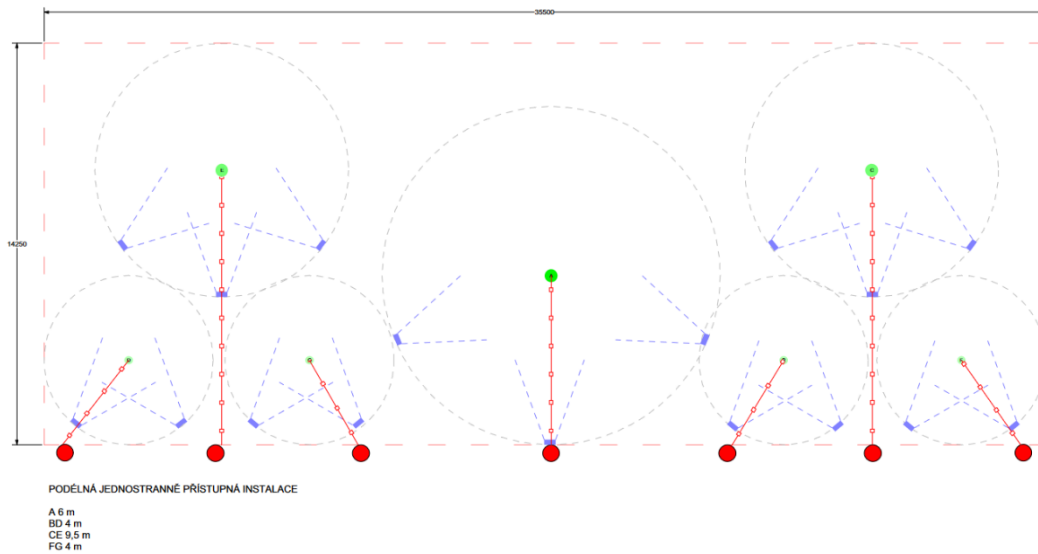 35500
14250
PODÉLNÁ JEDNOSTRANNĚ PŘÍSTUPNÁ INSTALACE
A 6 m
BD 4 m
CE 9,5 m
FG 4 m